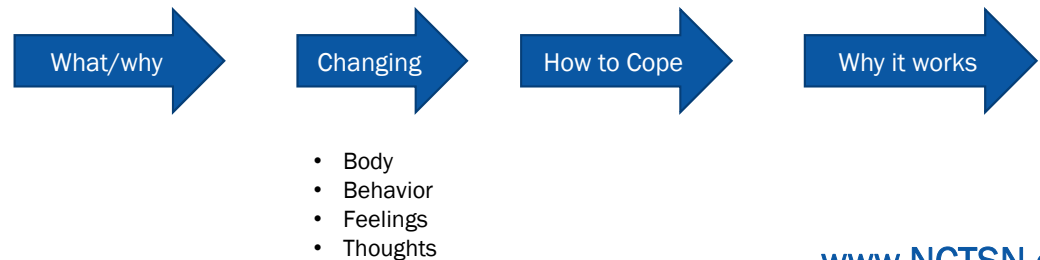 What/why
Changing
How to Cope
Why it works
• Body
• Behavior
• Feelings
• Thoughts